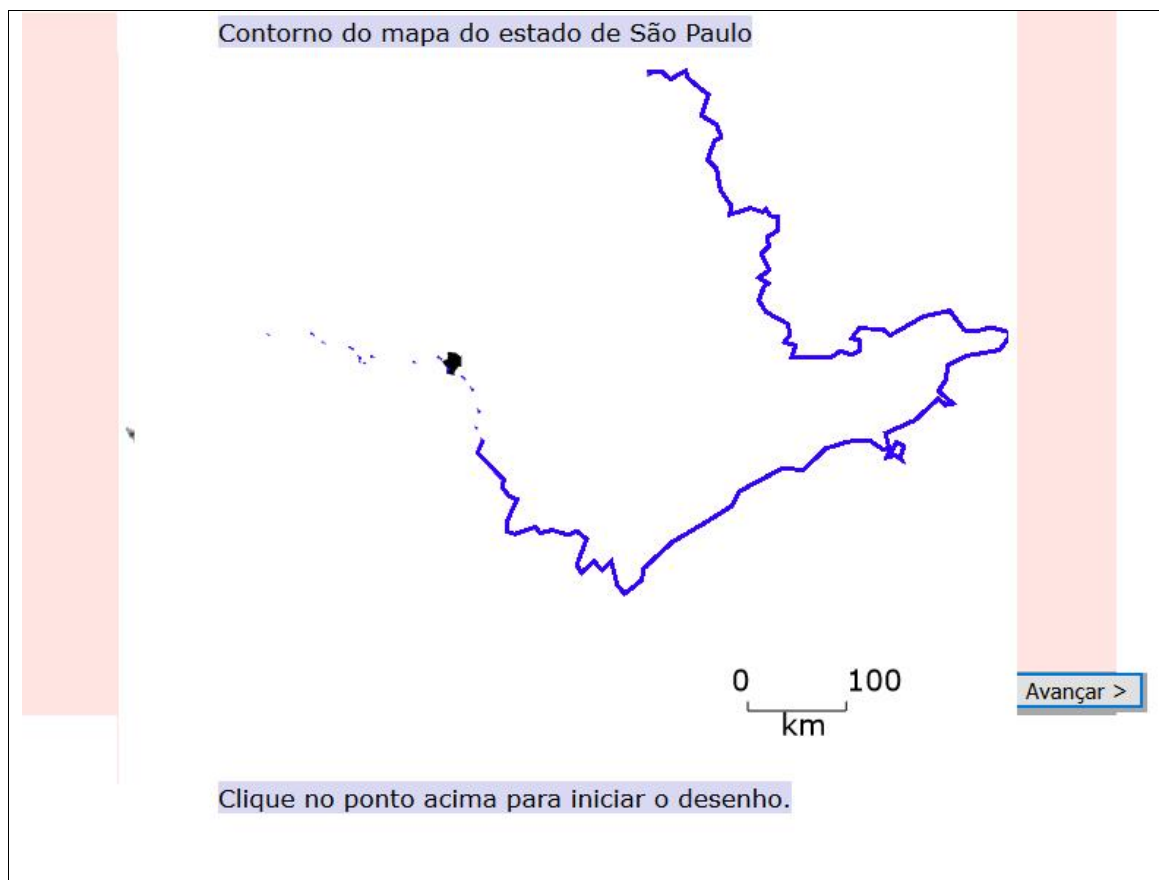 Contorno do mapa do estado de São Paulo
0 100
km
Avançar >
Clique no ponto acima para iniciar o desenho.